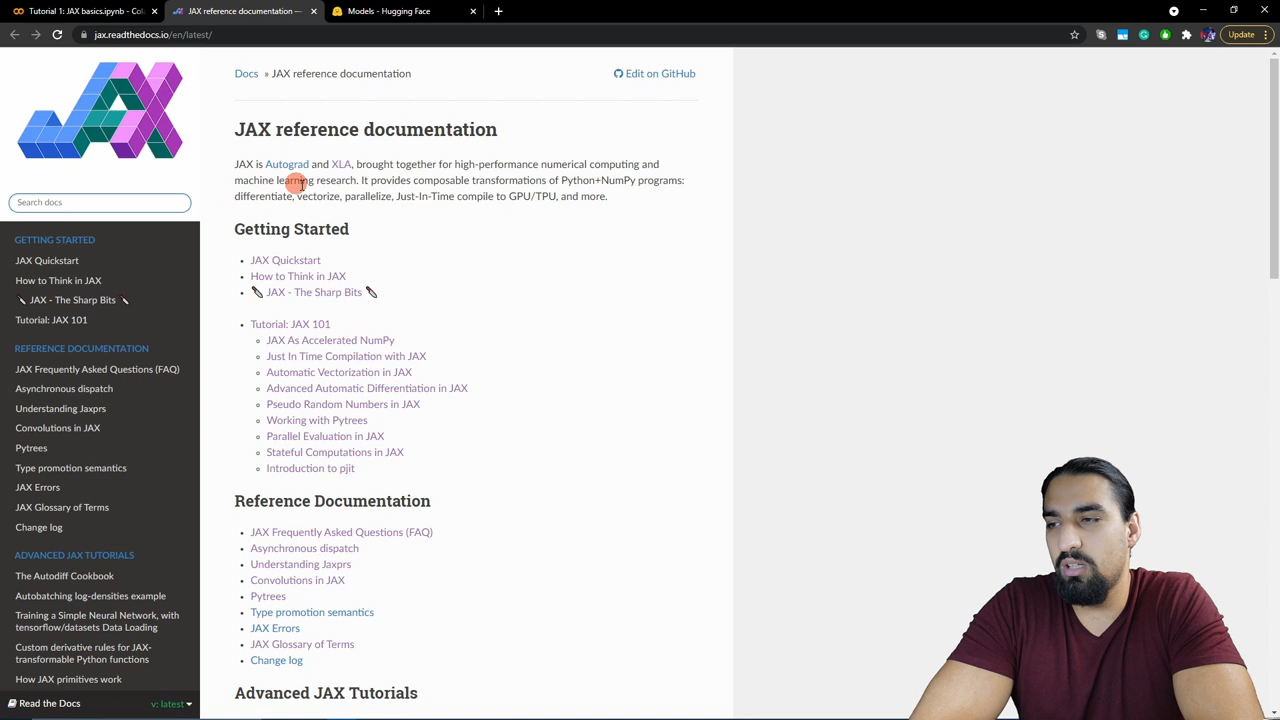 Tutorial 1: JAX basics.ipynb - Col
JAX reference documentation —
Models - Hugging Face
jax.readthedocs.io/en/latest/
Update
JAX
Search docs
GETTING STARTED
JAX Quickstart
How to Think in JAX
🔪 JAX - The Sharp Bits 🔪
Tutorial: JAX 101
REFERENCE DOCUMENTATION
JAX Frequently Asked Questions (FAQ)
Asynchronous dispatch
Understanding Jaxprs
Convolutions in JAX
Pytrees
Type promotion semantics
JAX Errors
JAX Glossary of Terms
Change log
ADVANCED JAX TUTORIALS
The Autodiff Cookbook
Autobatching log-densities example
Training a Simple Neural Network, with
tensorflow/datasets Data Loading
Custom derivative rules for JAX-
transformable Python functions
How JAX primitives work
Read the Docs v: latest
Docs » JAX reference documentation
Edit on GitHub
JAX reference documentation
JAX is Autograd and XLA, brought together for high-performance numerical computing and
machine learning research. It provides composable transformations of Python+NumPy programs:
differentiate, vectorize, parallelize, Just-In-Time compile to GPU/TPU, and more.
Getting Started
• JAX Quickstart
• How to Think in JAX
• 🔪 JAX - The Sharp Bits 🔪
• Tutorial: JAX 101
◦ JAX As Accelerated NumPy
◦ Just In Time Compilation with JAX
◦ Automatic Vectorization in JAX
◦ Advanced Automatic Differentiation in JAX
◦ Pseudo Random Numbers in JAX
◦ Working with Pytrees
◦ Parallel Evaluation in JAX
◦ Stateful Computations in JAX
◦ Introduction to pjit
Reference Documentation
• JAX Frequently Asked Questions (FAQ)
• Asynchronous dispatch
• Understanding Jaxprs
• Convolutions in JAX
• Pytrees
• Type promotion semantics
• JAX Errors
• JAX Glossary of Terms
• Change log
Advanced JAX Tutorials